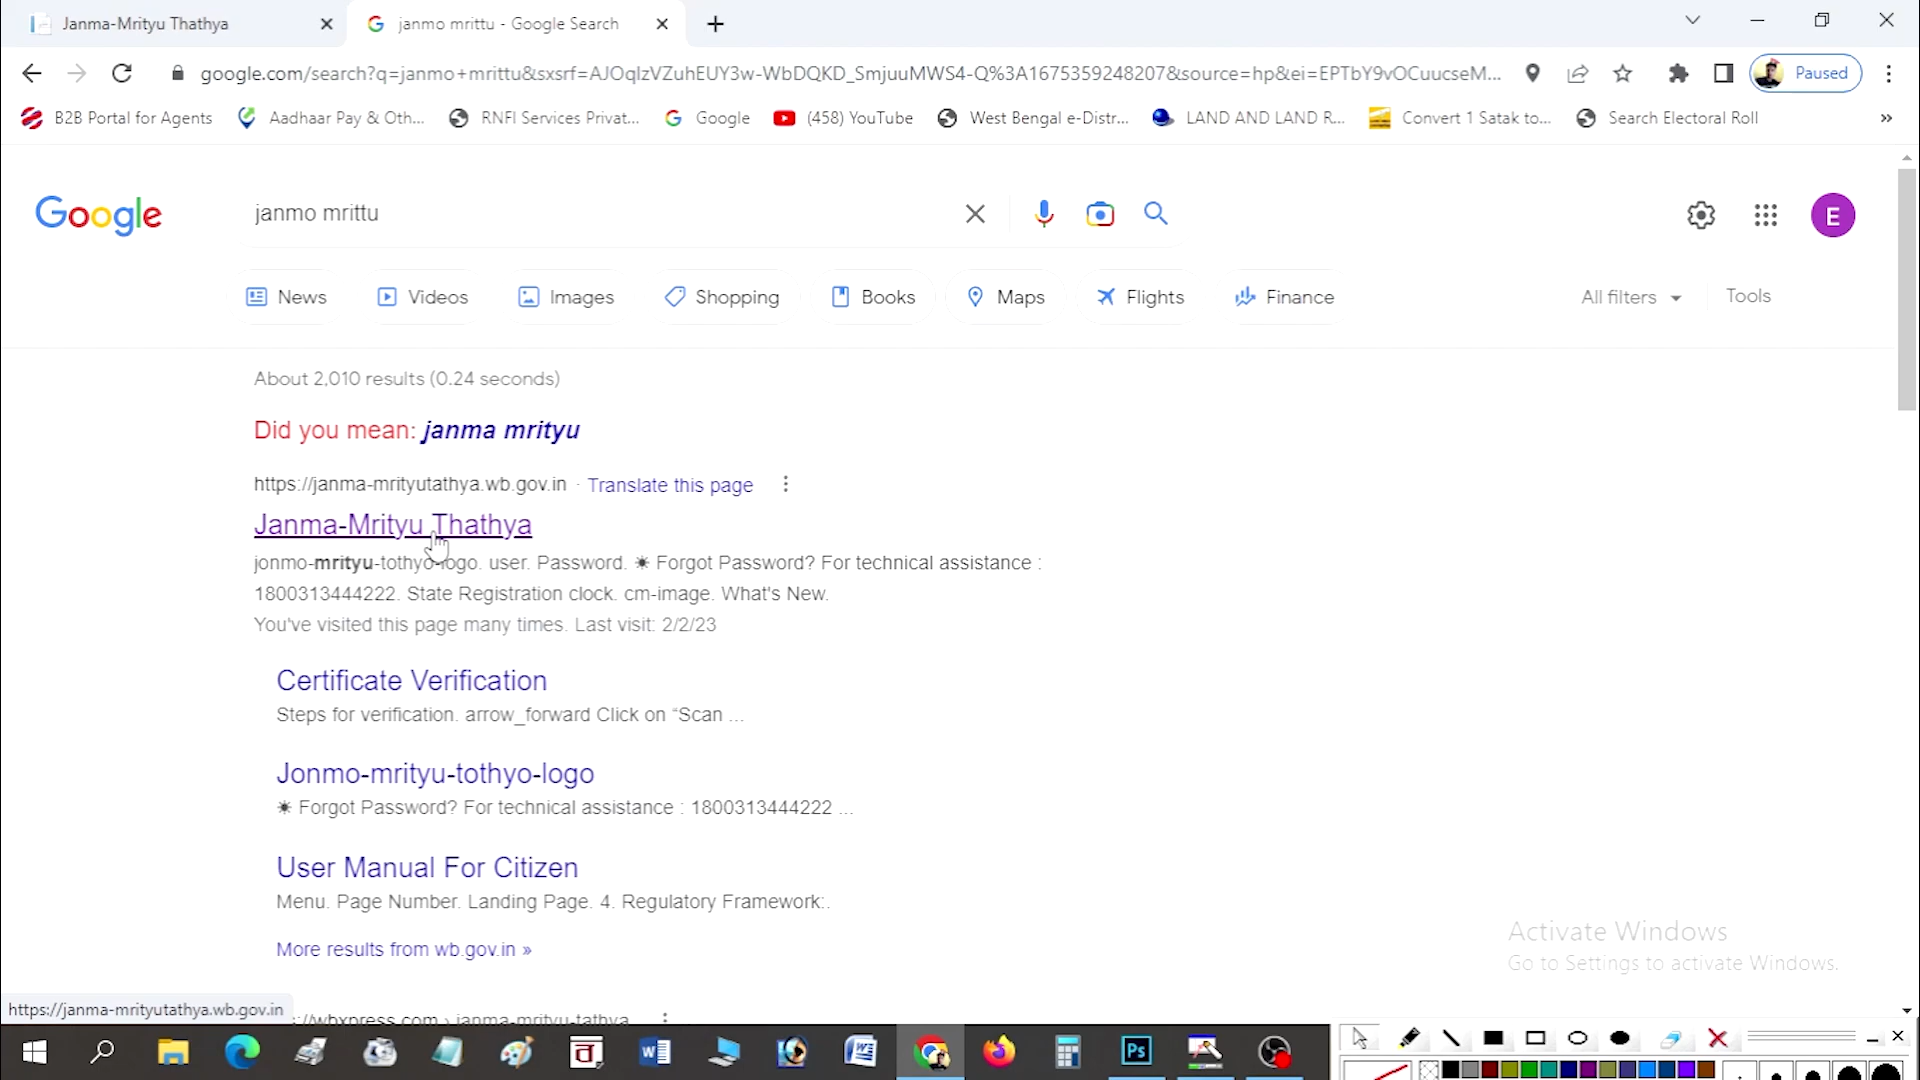 Janma-Mrityu Thathya
janmo mrittu - Google Search
google.com/search?q=janmo+mrittu&sxsrf=AJOqlzVZuhEUY3w-WbDQKD_SmjuuMWS4-Q%3A1675359248207&source=hp&ei=EPTbY9vOCuucseM...
Paused
B2B Portal for Agents
Aadhaar Pay & Oth...
RNFI Services Privat...
Google
(458) YouTube
West Bengal e-Distr...
LAND AND LAND R...
Convert 1 Satak to...
Search Electoral Roll
»
Google
janmo mrittu
E
News
Videos
Images
Shopping
Books
Maps
Flights
Finance
All filters
Tools
About 2,010 results (0.24 seconds)
Did you mean: janma mrityu
https://janma-mrityutathya.wb.gov.in · Translate this page
Janma-Mrityu Thathya
jonmo-mrityu-tothyo-logo. user. Password. ☀ Forgot Password? For technical assistance :
1800313444222. State Registration clock. cm-image. What's New.
You've visited this page many times. Last visit: 2/2/23
Certificate Verification
Steps for verification. arrow_forward Click on “Scan ...
Jonmo-mrityu-tothyo-logo
☀ Forgot Password? For technical assistance : 1800313444222 ...
User Manual For Citizen
Menu. Page Number. Landing Page. 4. Regulatory Framework:.
More results from wb.gov.in »
Activate Windows
Go to Settings to activate Windows.
https://janma-mrityutathya.wb.gov.in
://wbxpress.com › janma-mrityu-tathya
Ps